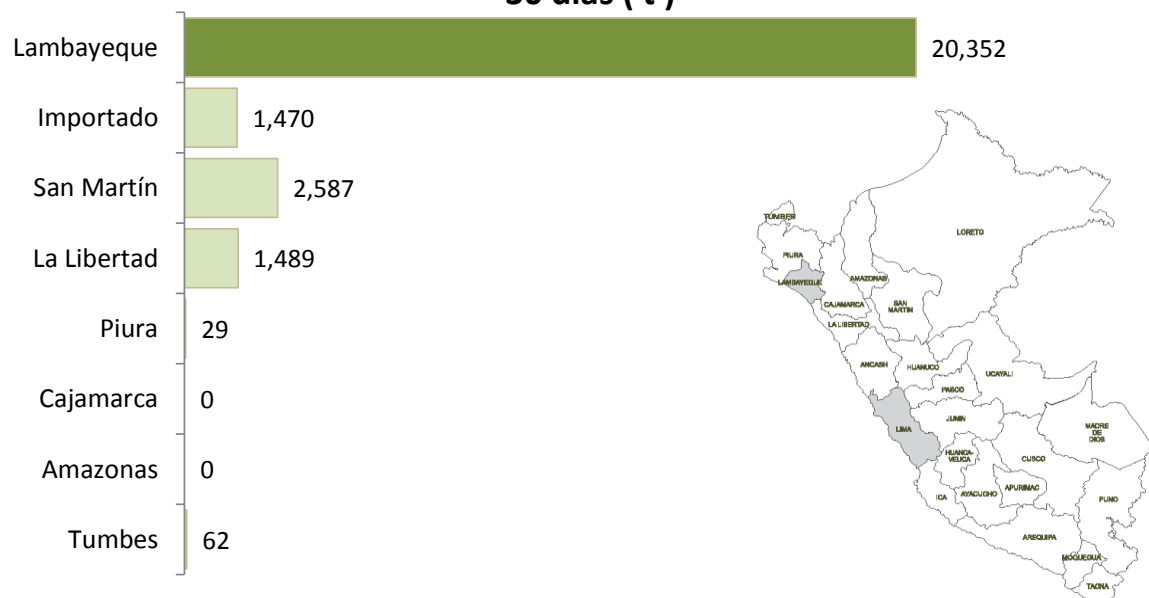 30 días ( t )
Lambayeque 20,352
Importado 1,470
San Martín 2,587
La Libertad 1,489
Piura 29
Cajamarca 0
Amazonas 0
Tumbes 62
TUMBES
LORETO
PIURA
LAMBAYEQUE
AMAZONAS
CAJAMARCA
SAN
MARTIN
LA LIBERTAD
ANCASH
HUANUCO
UCAYALI
PASCO
LIMA
JUNIN
MADRE
DE
DIOS
HUANCA-
VELICA
CUSCO
ICA
AYACUCHO
APURIMAC
PUNO
AREQUIPA
MOQUEGUA
TACNA